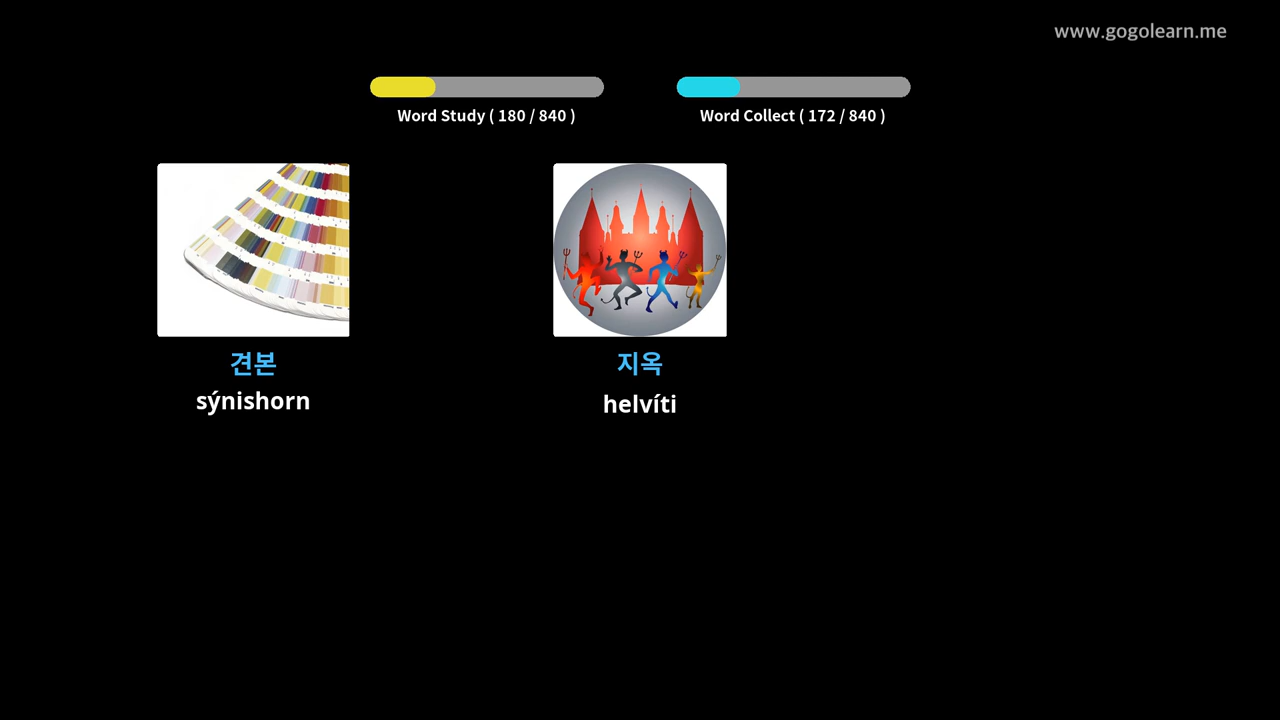 www.gogolearn.me
Word Study ( 180 / 840 )
Word Collect ( 172 / 840 )
견본
sýnishorn
지옥
helvíti